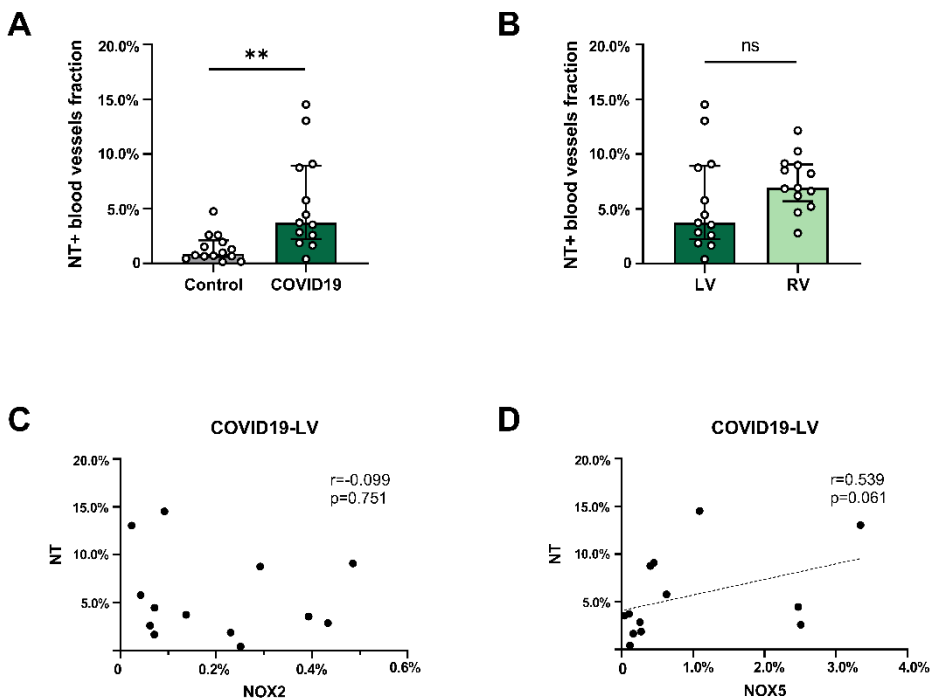 A
NT+ blood vessels fraction
20.0%
15.0%
10.0%
5.0%
0
**
Control
COVID19
B
NT+ blood vessels fraction
20.0%
15.0%
10.0%
5.0%
0
ns
LV
RV
C
COVID19-LV
NT
20.0%
15.0%
10.0%
5.0%
r=-0.099
p=0.751
0
0.2%
0.4%
0.6%
NOX2
D
COVID19-LV
NT
20.0%
15.0%
10.0%
5.0%
r=0.539
p=0.061
0
1.0%
2.0%
3.0%
4.0%
NOX5